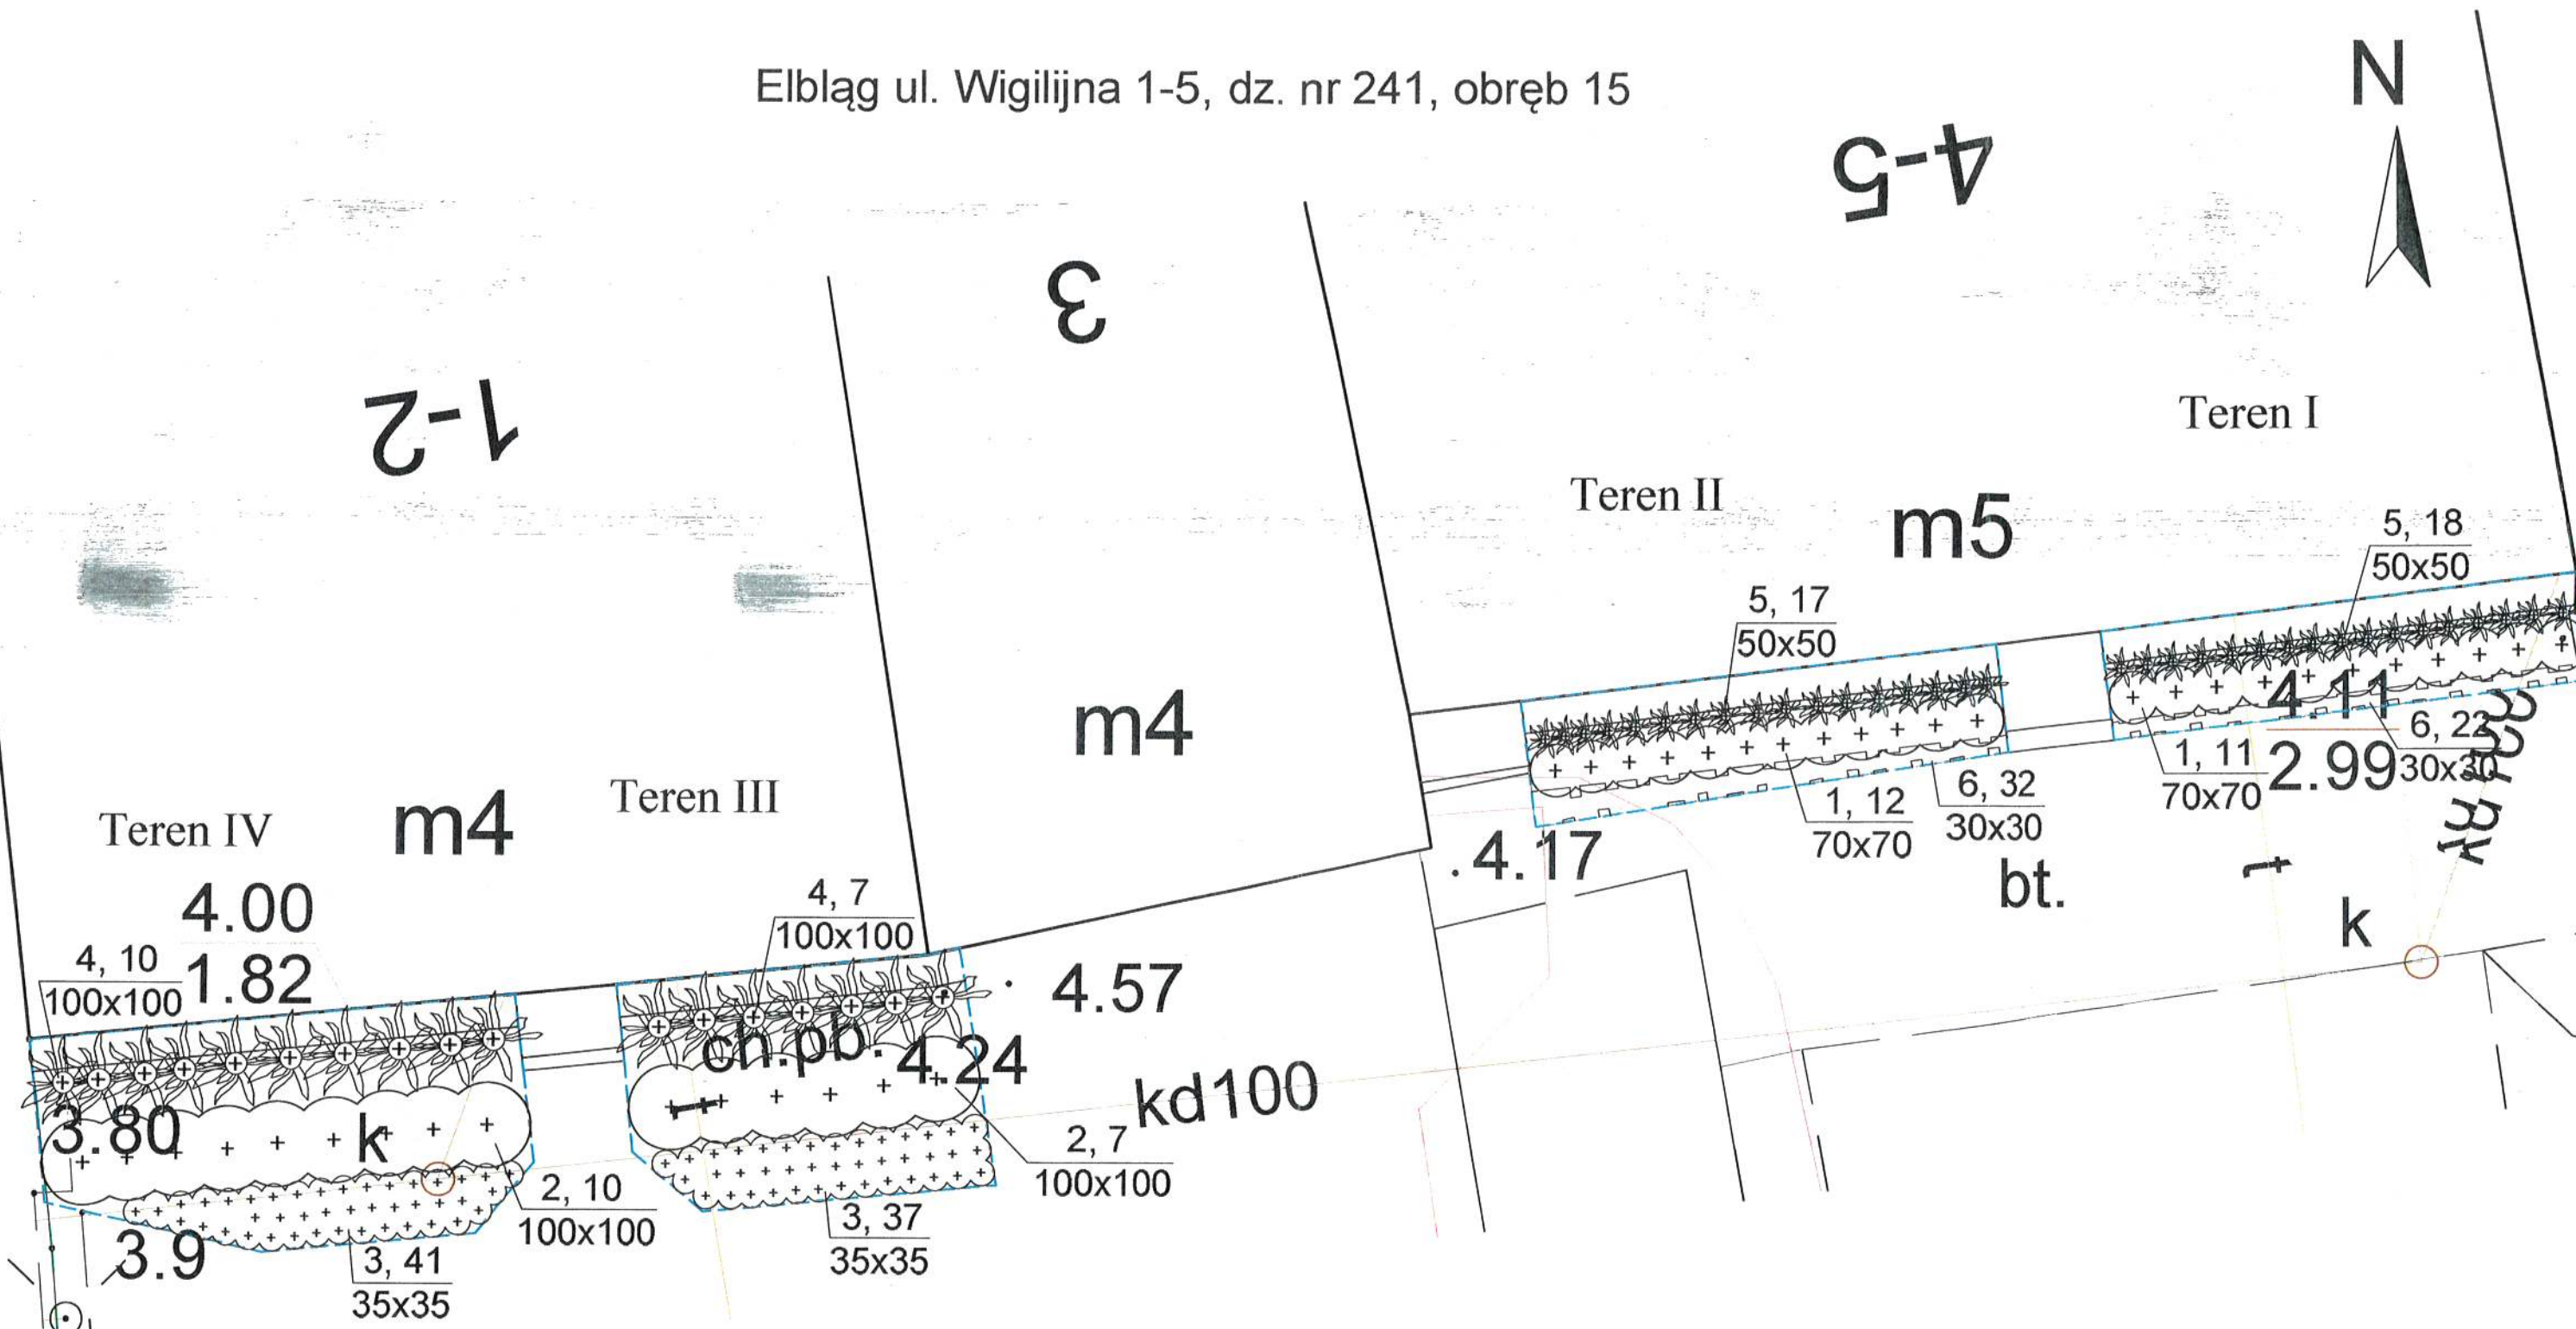 Elbląg ul. Wigilijna 1-5, dz. nr 241, obręb 15
N
4-5
3
1-2
Teren I
Teren II
m5
5, 18
50x50
5, 17
50x50
m4
4.11
2.99
6, 22
30x30
1, 11
70x70
6, 32
30x30
1, 12
70x70
Teren III
Teren IV
m4
4.17
bt.
t
k
4, 7
100x100
4.00
1.82
4, 10
100x100
4.57
ch.pb.
4.24
t
kd100
3.80
k
2, 7
100x100
2, 10
100x100
3, 37
35x35
3.9
3, 41
35x35